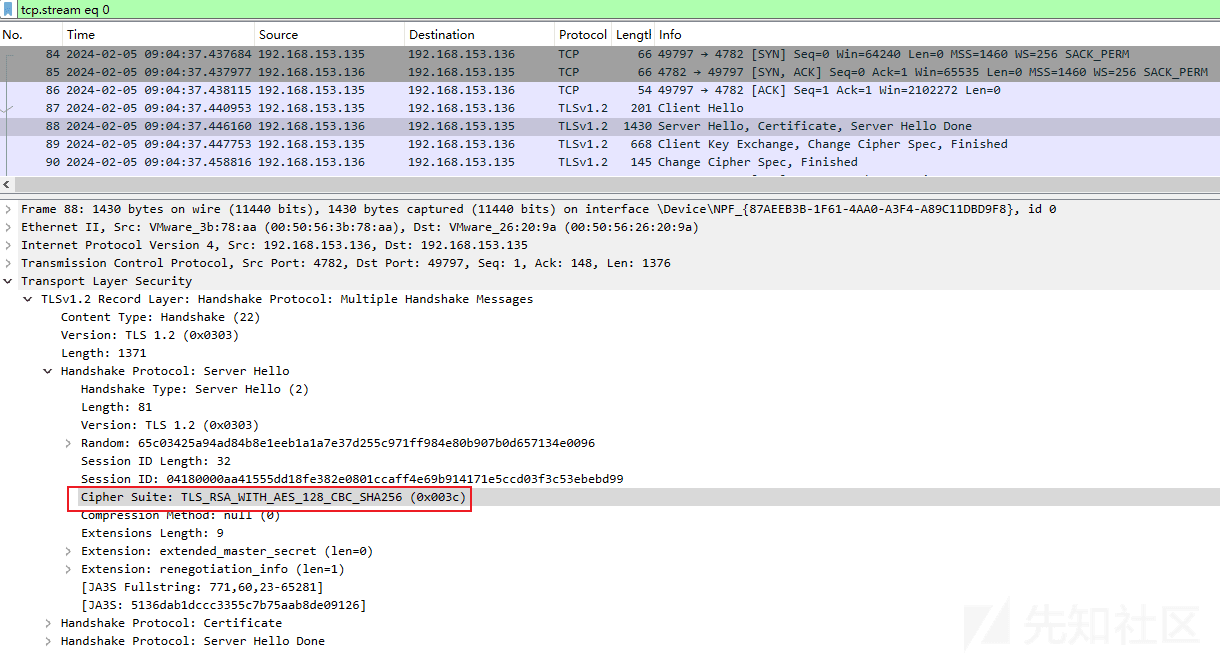 tcp.stream eq 0
No. Time Source Destination Protocol Lengtl Info
84 2024-02-05 09:04:37.437684 192.168.153.135 192.168.153.136 TCP 66 49797 → 4782 [SYN] Seq=0 Win=64240 Len=0 MSS=1460 WS=256 SACK_PERM
85 2024-02-05 09:04:37.437977 192.168.153.136 192.168.153.135 TCP 66 4782 → 49797 [SYN, ACK] Seq=0 Ack=1 Win=65535 Len=0 MSS=1460 WS=256 SACK_PERM
86 2024-02-05 09:04:37.438115 192.168.153.135 192.168.153.136 TCP 54 49797 → 4782 [ACK] Seq=1 Ack=1 Win=2102272 Len=0
87 2024-02-05 09:04:37.440953 192.168.153.135 192.168.153.136 TLSv1.2 201 Client Hello
88 2024-02-05 09:04:37.446160 192.168.153.136 192.168.153.135 TLSv1.2 1430 Server Hello, Certificate, Server Hello Done
89 2024-02-05 09:04:37.447753 192.168.153.135 192.168.153.136 TLSv1.2 668 Client Key Exchange, Change Cipher Spec, Finished
90 2024-02-05 09:04:37.458816 192.168.153.136 192.168.153.135 TLSv1.2 145 Change Cipher Spec, Finished
Frame 88: 1430 bytes on wire (11440 bits), 1430 bytes captured (11440 bits) on interface \Device\NPF_{87AEEB3B-1F61-4AA0-A3F4-A89C11DBD9F8}, id 0
Ethernet II, Src: VMware_3b:78:aa (00:50:56:3b:78:aa), Dst: VMware_26:20:9a (00:50:56:26:20:9a)
Internet Protocol Version 4, Src: 192.168.153.136, Dst: 192.168.153.135
Transmission Control Protocol, Src Port: 4782, Dst Port: 49797, Seq: 1, Ack: 148, Len: 1376
Transport Layer Security
TLSv1.2 Record Layer: Handshake Protocol: Multiple Handshake Messages
Content Type: Handshake (22)
Version: TLS 1.2 (0x0303)
Length: 1371
Handshake Protocol: Server Hello
Handshake Type: Server Hello (2)
Length: 81
Version: TLS 1.2 (0x0303)
Random: 65c03425a94ad84b8e1eeb1a1a7e37d255c971ff984e80b907b0d657134e0096
Session ID Length: 32
Session ID: 04180000aa41555dd18fe382e0801ccaff4e69b914171e5ccd03f3c53ebebd99
Cipher Suite: TLS_RSA_WITH_AES_128_CBC_SHA256 (0x003c)
Compression Method: null (0)
Extensions Length: 9
Extension: extended_master_secret (len=0)
Extension: renegotiation_info (len=1)
[JA3S Fullstring: 771,60,23-65281]
[JA3S: 5136dab1dccc3355c7b75aab8de09126]
Handshake Protocol: Certificate
Handshake Protocol: Server Hello Done
先知社区